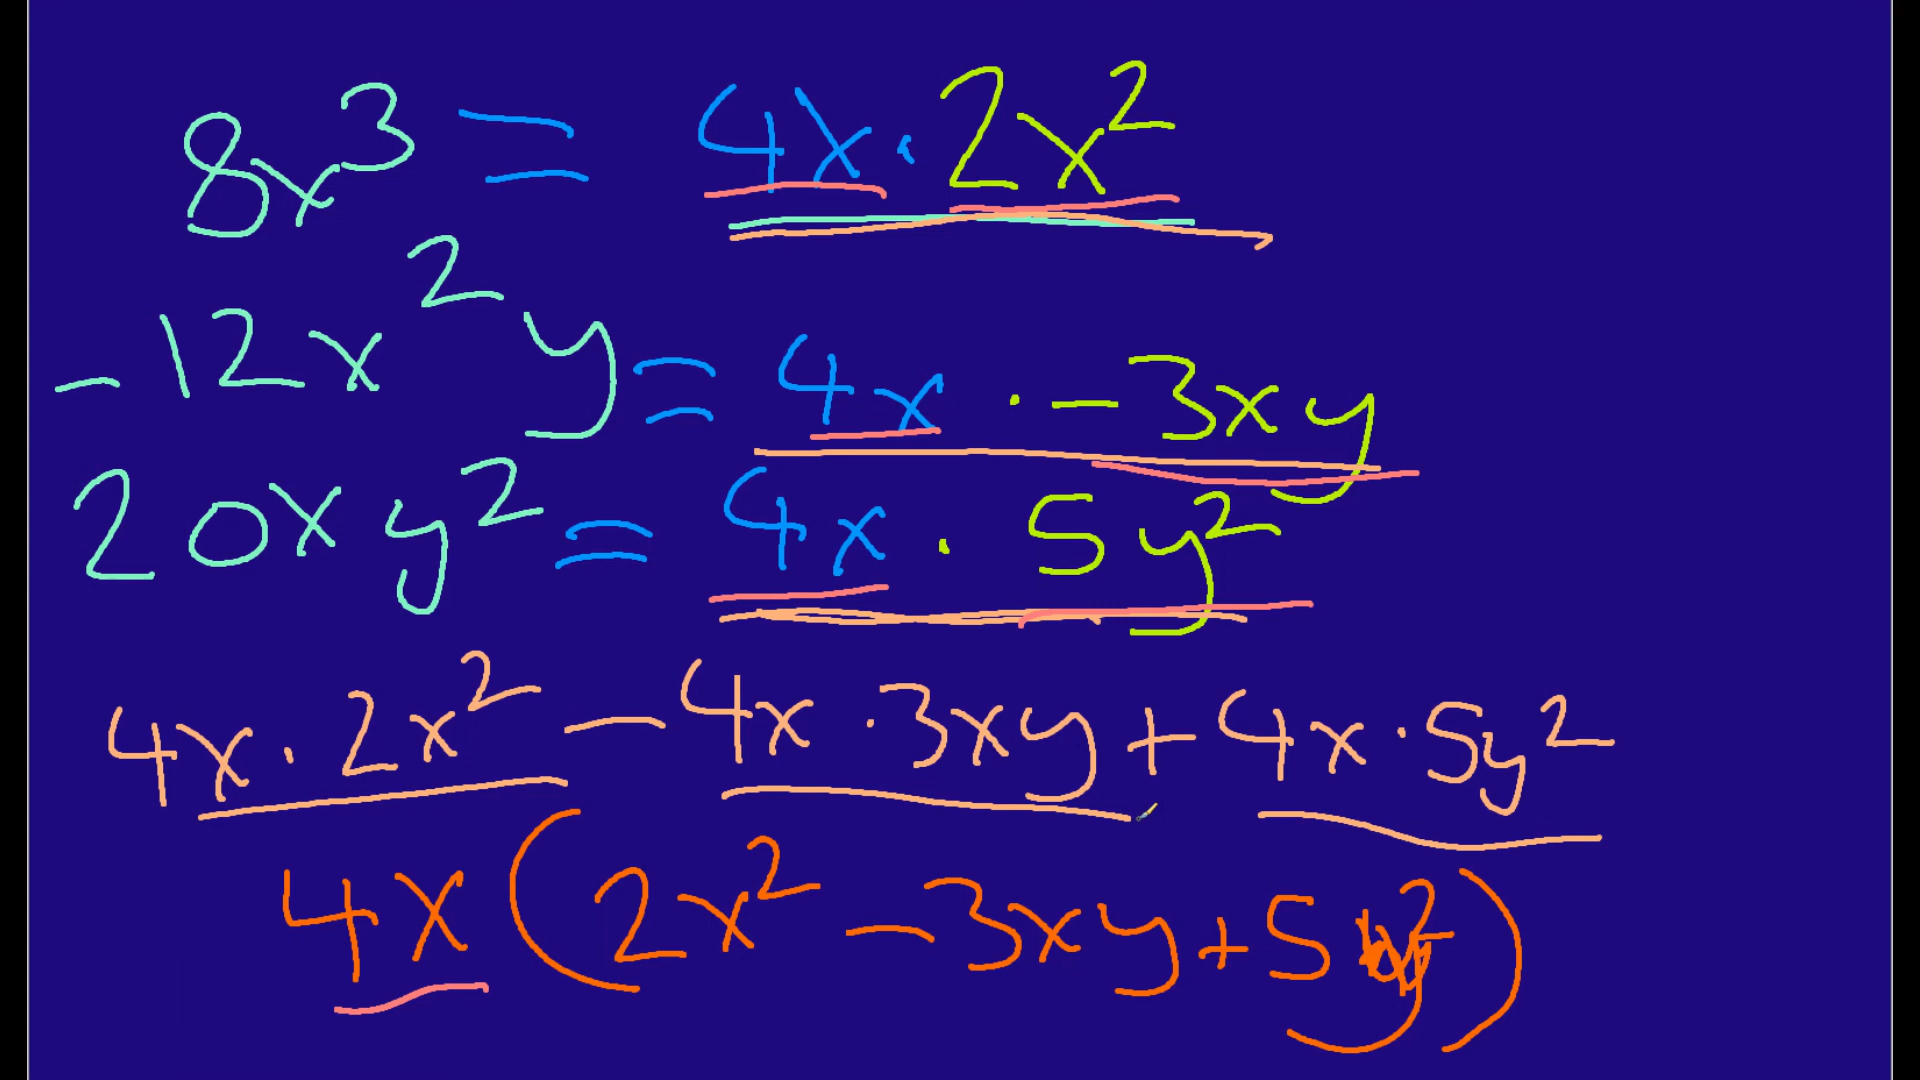 8x³ = 4x · 2x²
-12x²y = 4x · -3xy
20xy² = 4x · 5y²
4x · 2x² - 4x · 3xy + 4x · 5y²
4x(2x² - 3xy + 5y²)